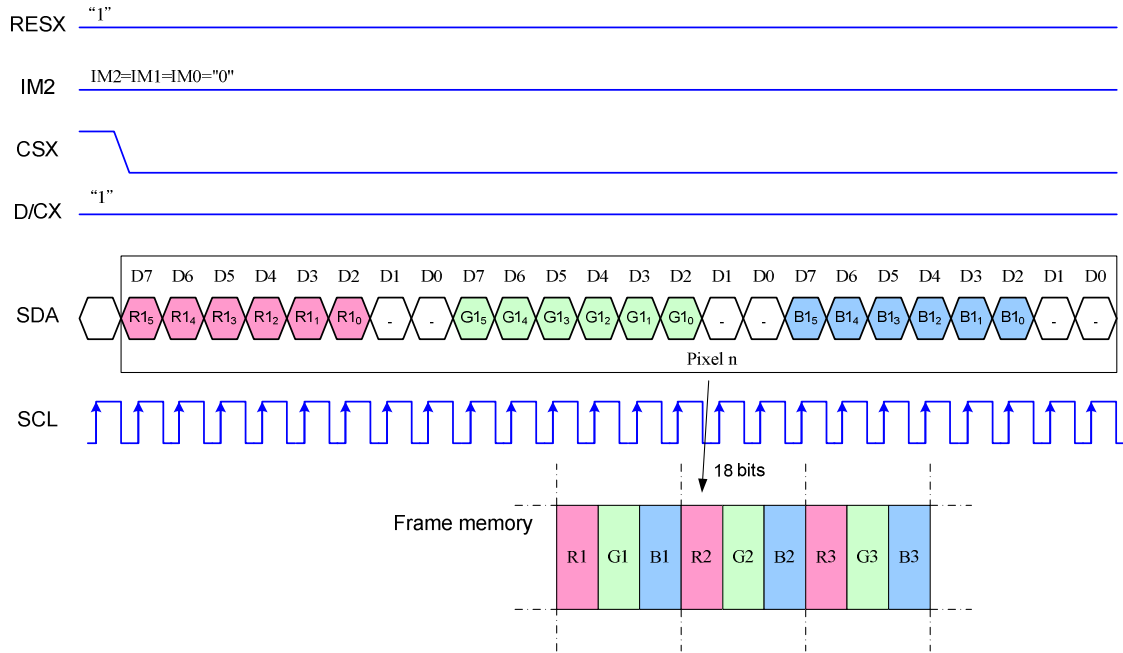 RESX “1”
IM2 IM2=IM1=IM0="0"
CSX
D/CX “1”
D7 D6 D5 D4 D3 D2 D1 D0 D7 D6 D5 D4 D3 D2 D1 D0 D7 D6 D5 D4 D3 D2 D1 D0
SDA R15 R14 R13 R12 R11 R10 - - G15 G14 G13 G12 G11 G10 - - B15 B14 B13 B12 B11 B10 - -
Pixel n
SCL
18 bits
Frame memory
R1 G1 B1 R2 G2 B2 R3 G3 B3